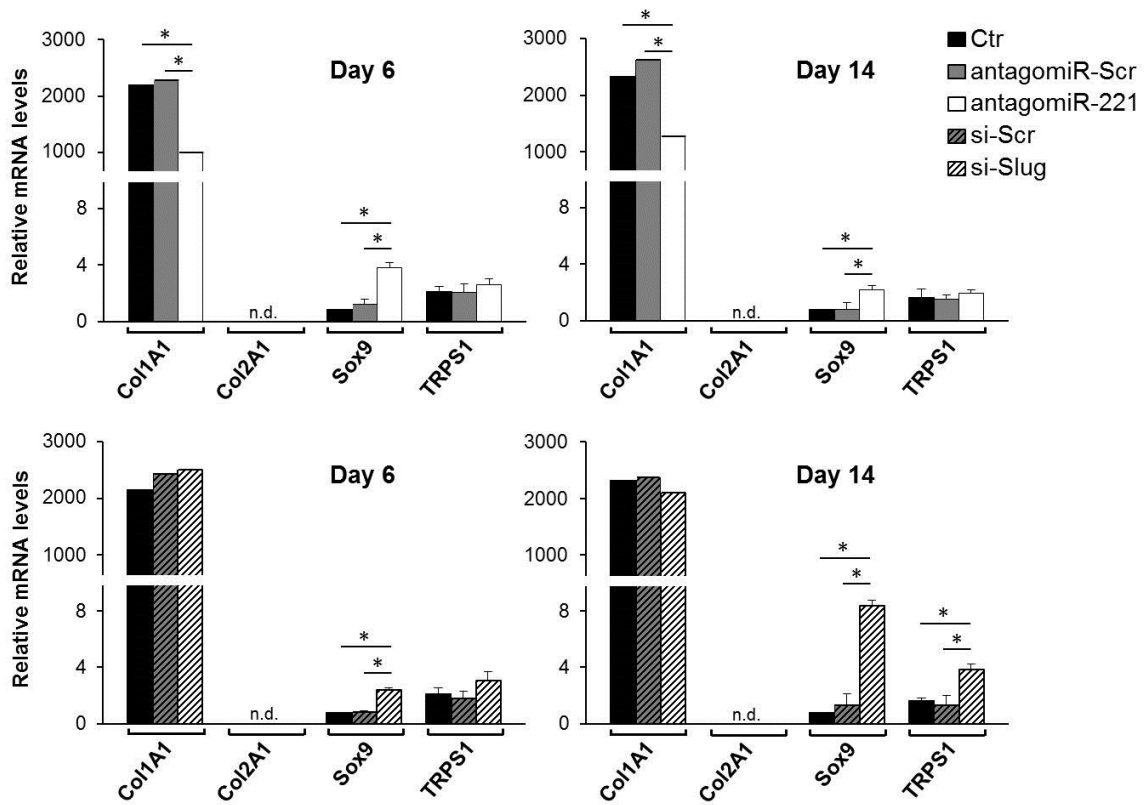 Relative mRNA levels
3000
2000
1000
8
4
0
Day 6
*
*
*
*
n.d.
Col1A1
Col2A1
Sox9
TRPS1
3000
2000
1000
8
4
0
Day 14
*
*
*
*
n.d.
Col1A1
Col2A1
Sox9
TRPS1
Ctr
antagomiR-Scr
antagomiR-221
si-Scr
si-Slug
Relative mRNA levels
3000
2000
1000
8
4
0
Day 6
*
*
n.d.
Col1A1
Col2A1
Sox9
TRPS1
3000
2000
1000
8
4
0
Day 14
*
*
*
*
n.d.
Col1A1
Col2A1
Sox9
TRPS1